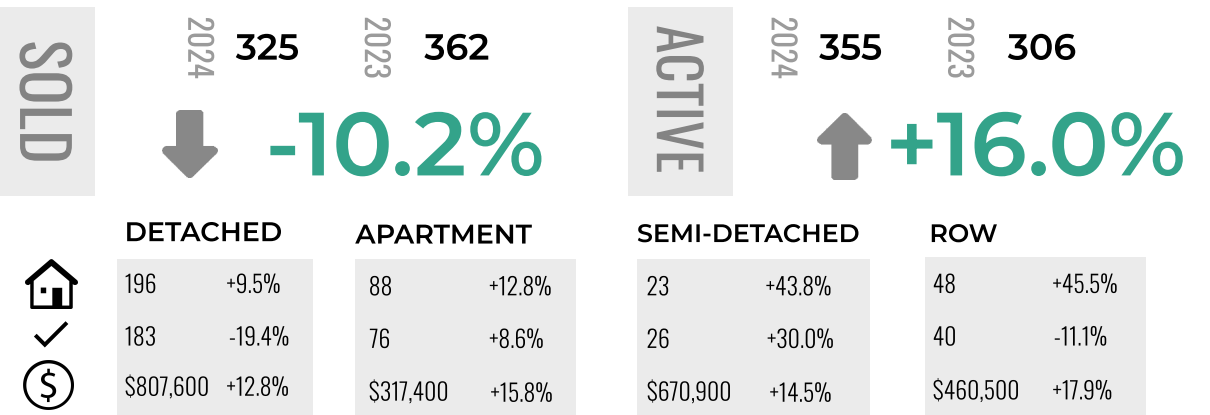 SOLD
2024 325 2023 362
-10.2%
ACTIVE
2024 355 2023 306
+16.0%
DETACHED
196 +9.5%
183 -19.4%
$807,600 +12.8%
APARTMENT
88 +12.8%
76 +8.6%
$317,400 +15.8%
SEMI-DETACHED
23 +43.8%
26 +30.0%
$670,900 +14.5%
ROW
48 +45.5%
40 -11.1%
$460,500 +17.9%
$